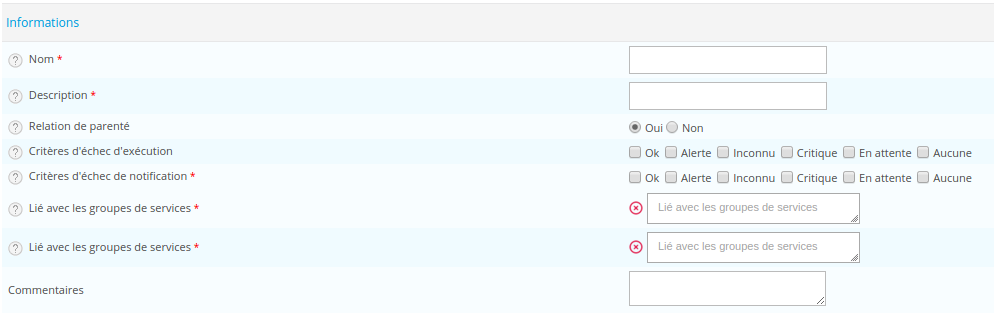 Informations
? Nom *
? Description *
? Relation de parenté Oui Non
? Critères d'échec d'exécution Ok Alerte Inconnu Critique En attente Aucune
? Critères d'échec de notification * Ok Alerte Inconnu Critique En attente Aucune
? Lié avec les groupes de services * Lié avec les groupes de services
? Lié avec les groupes de services * Lié avec les groupes de services
Commentaires